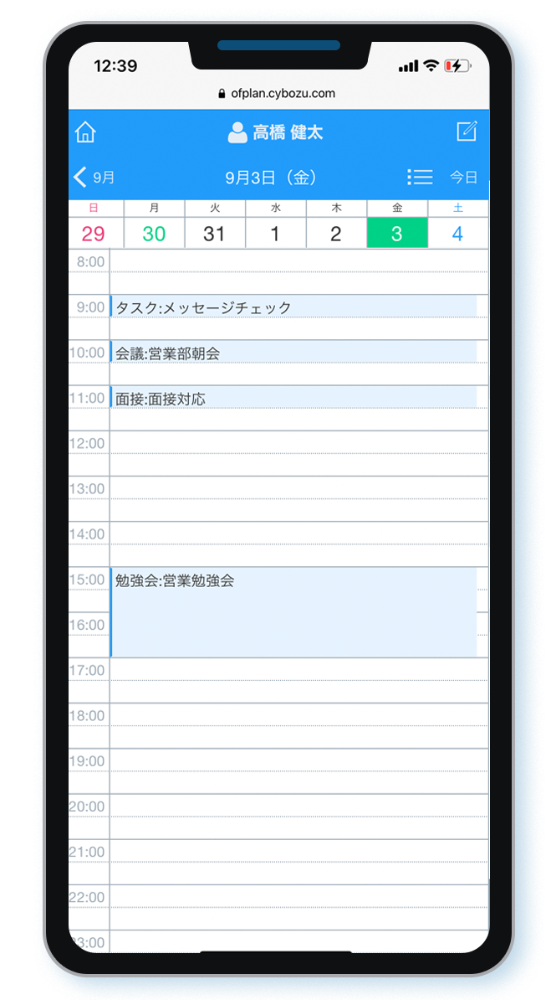 12:39
ofplan.cybozu.com
高橋 健太
9月 9月3日（金） 今日
日 月 火 水 木 金 土
29 30 31 1 2 3 4
8:00
9:00 タスク:メッセージチェック
10:00 会議:営業部朝会
11:00 面接:面接対応
12:00
13:00
14:00
15:00 勉強会:営業勉強会
16:00
17:00
18:00
19:00
20:00
21:00
22:00
23:00